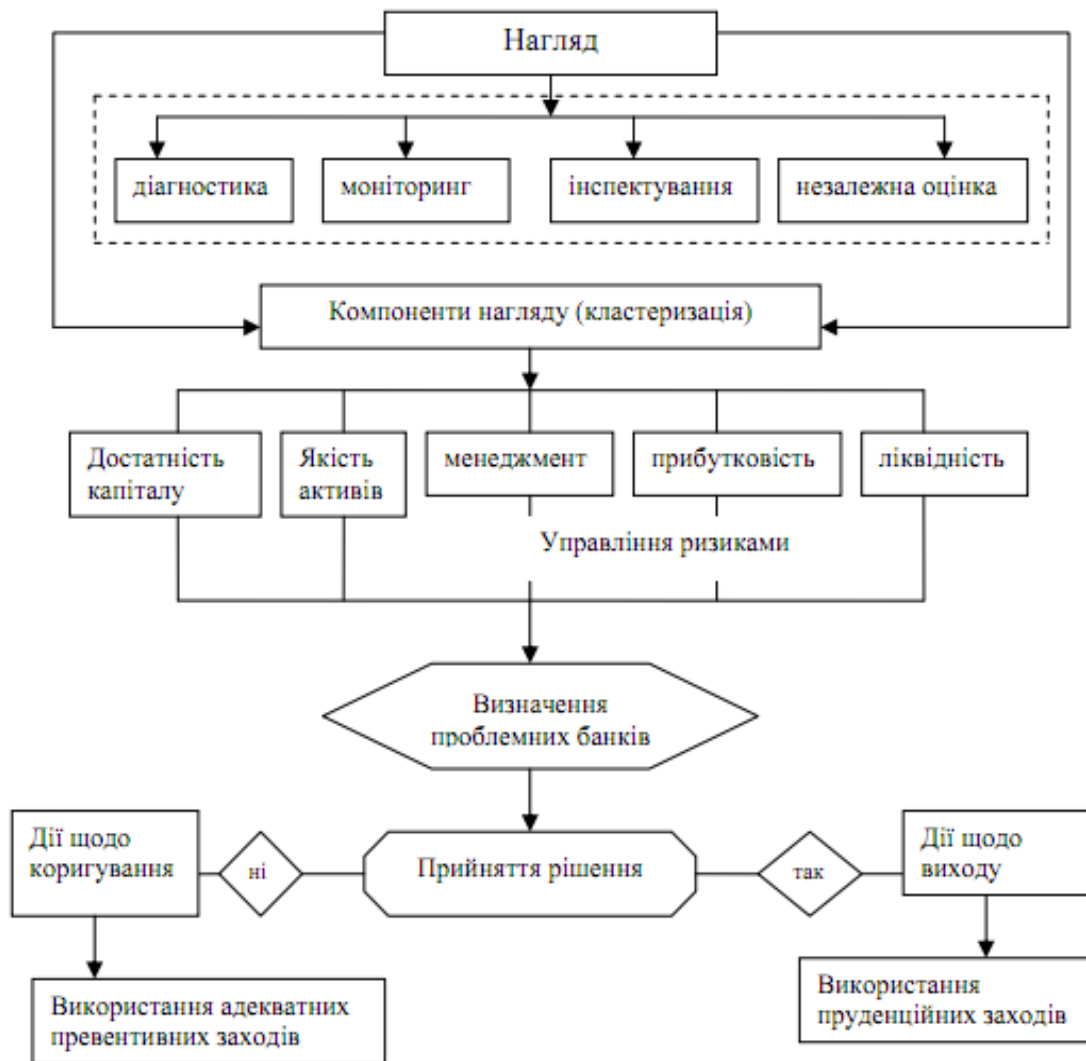 Нагляд
діагностика
моніторинг
інспектування
незалежна оцінка
Компоненти нагляду (кластеризація)
Достатність
капіталу
Якість
активів
менеджмент
прибутковість
ліквідність
Управління ризиками
Визначення
проблемних банків
Дії щодо
коригування
ні
Прийняття рішення
так
Дії щодо
виходу
Використання адекватних
превентивних заходів
Використання
пруденційних заходів